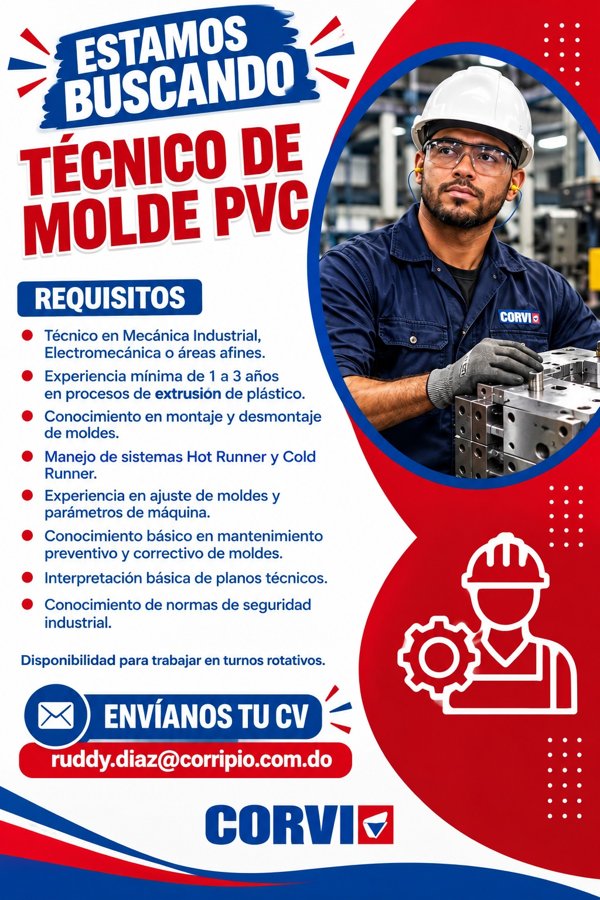 ESTAMOS
BUSCANDO
TÉCNICO DE
MOLDE PVC
CORVI
REQUISITOS
Técnico en Mecánica Industrial,
Electromecánica o áreas afines.
Experiencia mínima de 1 a 3 años
en procesos de extrusión de plástico.
Conocimiento en montaje y desmontaje
de moldes.
Manejo de sistemas Hot Runner y Cold
Runner.
Experiencia en ajuste de moldes y
parámetros de máquina.
Conocimiento básico en mantenimiento
preventivo y correctivo de moldes.
Interpretación básica de planos técnicos.
Conocimiento de normas de seguridad
industrial.
Disponibilidad para trabajar en turnos rotativos.
ENVÍANOS TU CV
ruddy.diaz@corripio.com.do
CORVI